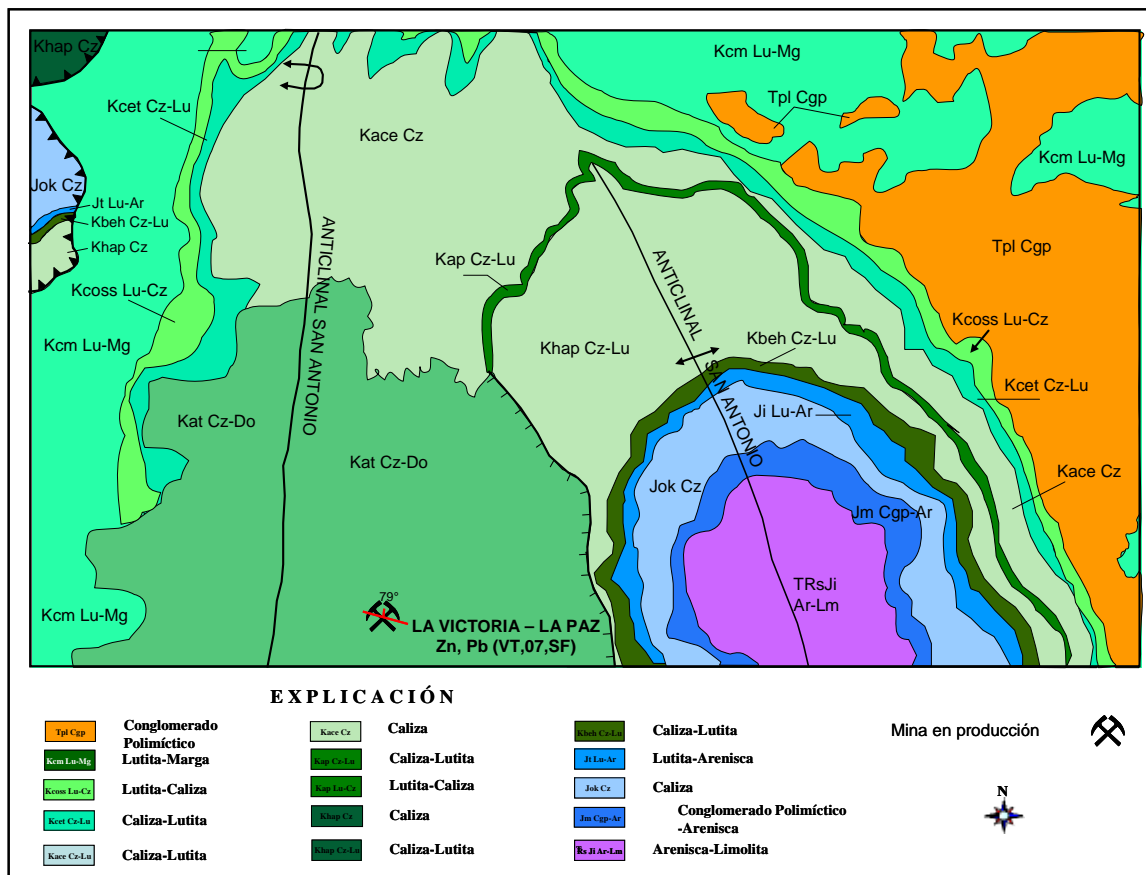 Khap Cz
Kcm Lu-Mg
Kcet Cz-Lu
Tpl Cgp
Kace Cz
Kcm Lu-Mg
Jok Cz
Jt Lu-Ar
Kbeh Cz-Lu
Khap Cz
Tpl Cgp
Kap Cz-Lu
ANTICLINAL SAN ANTONIO
ANTICLINAL SAN ANTONIO
Kcoss Lu-Cz
Kcoss Lu-Cz
Kcm Lu-Mg
Khap Cz-Lu
Kbeh Cz-Lu
Kcet Cz-Lu
Kat Cz-Do
Ji Lu-Ar
Kat Cz-Do
Jok Cz
Kace Cz
Jm Cgp-Ar
TRsJi
Ar-Lm
Kcm Lu-Mg
79°
LA VICTORIA – LA PAZ
Zn, Pb (VT,07,SF)
EXPLICACIÓN
Tpl Cgp
Conglomerado
Polimíctico
Kcm Lu-Mg
Lutita-Marga
Kcoss Lu-Cz
Lutita-Caliza
Kcet Cz-Lu
Caliza-Lutita
Kace Cz-Lu
Caliza-Lutita
Kace Cz
Caliza
Kap Cz-Lu
Caliza-Lutita
Kap Lu-Cz
Lutita-Caliza
Khap Cz
Caliza
Khap Cz-Lu
Caliza-Lutita
Kbeh Cz-Lu
Caliza-Lutita
Jt Lu-Ar
Lutita-Arenisca
Jok Cz
Caliza
Jm Cgp-Ar
Conglomerado Polimíctico
-Arenisca
TRs Ji Ar-Lm
Arenisca-Limolita
Mina en producción
N